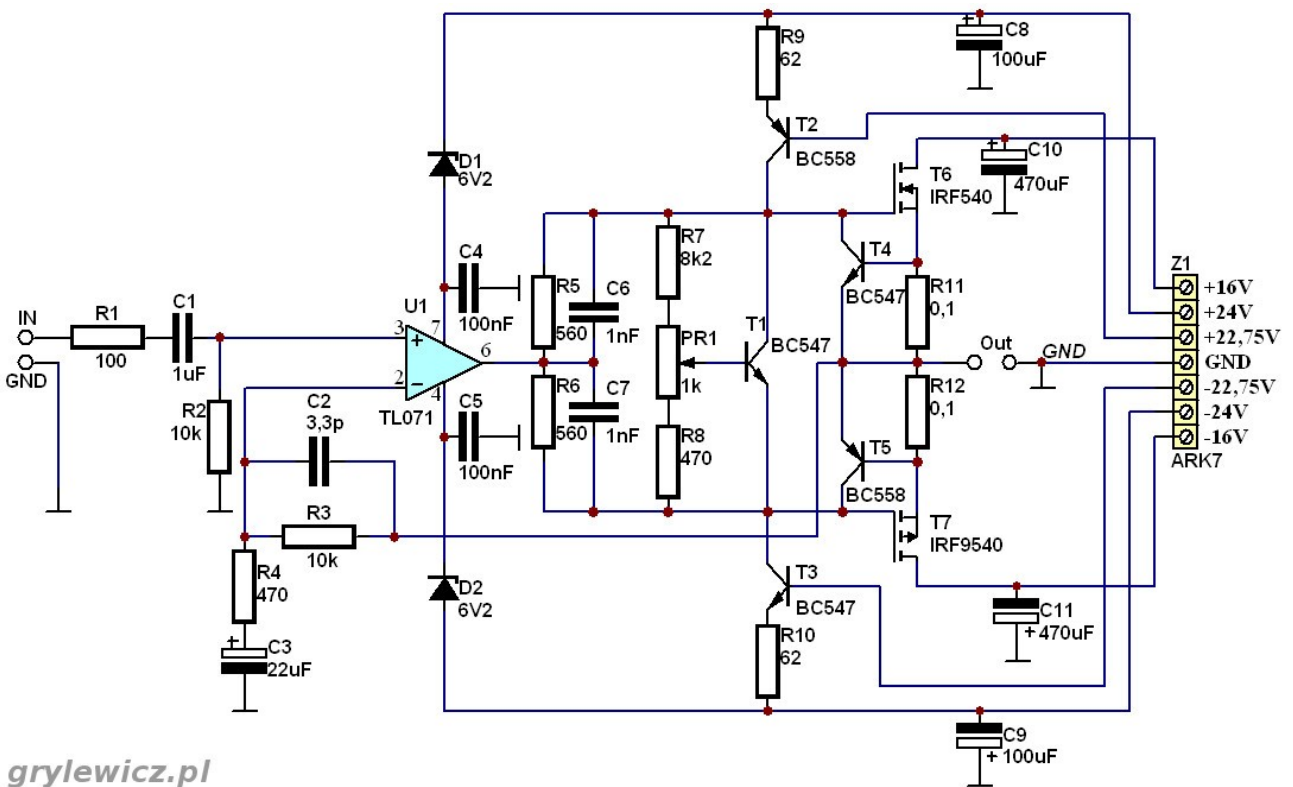 R9
62
C8
+
100uF
T2
BC558
D1
6V2
T6
IRF540
+
C10
470uF
C4
100nF
R7
8k2
T4
BC547
R5
560
C6
1nF
R11
0,1
Z1
+16V
+24V
+22,75V
GND
-22,75V
-24V
-16V
ARK7
IN
R1
100
C1
1uF
GND
U1
3
7
+
6
2
-
4
TL071
PR1
1k
T1
BC547
Out
GND
R2
10k
C2
3,3p
C5
100nF
R6
560
C7
1nF
R8
470
R12
0,1
T5
BC558
R3
10k
T7
IRF9540
R4
470
D2
6V2
T3
BC547
+
C3
22uF
R10
62
C11
+ 470uF
C9
+ 100uF
grylewicz.pl